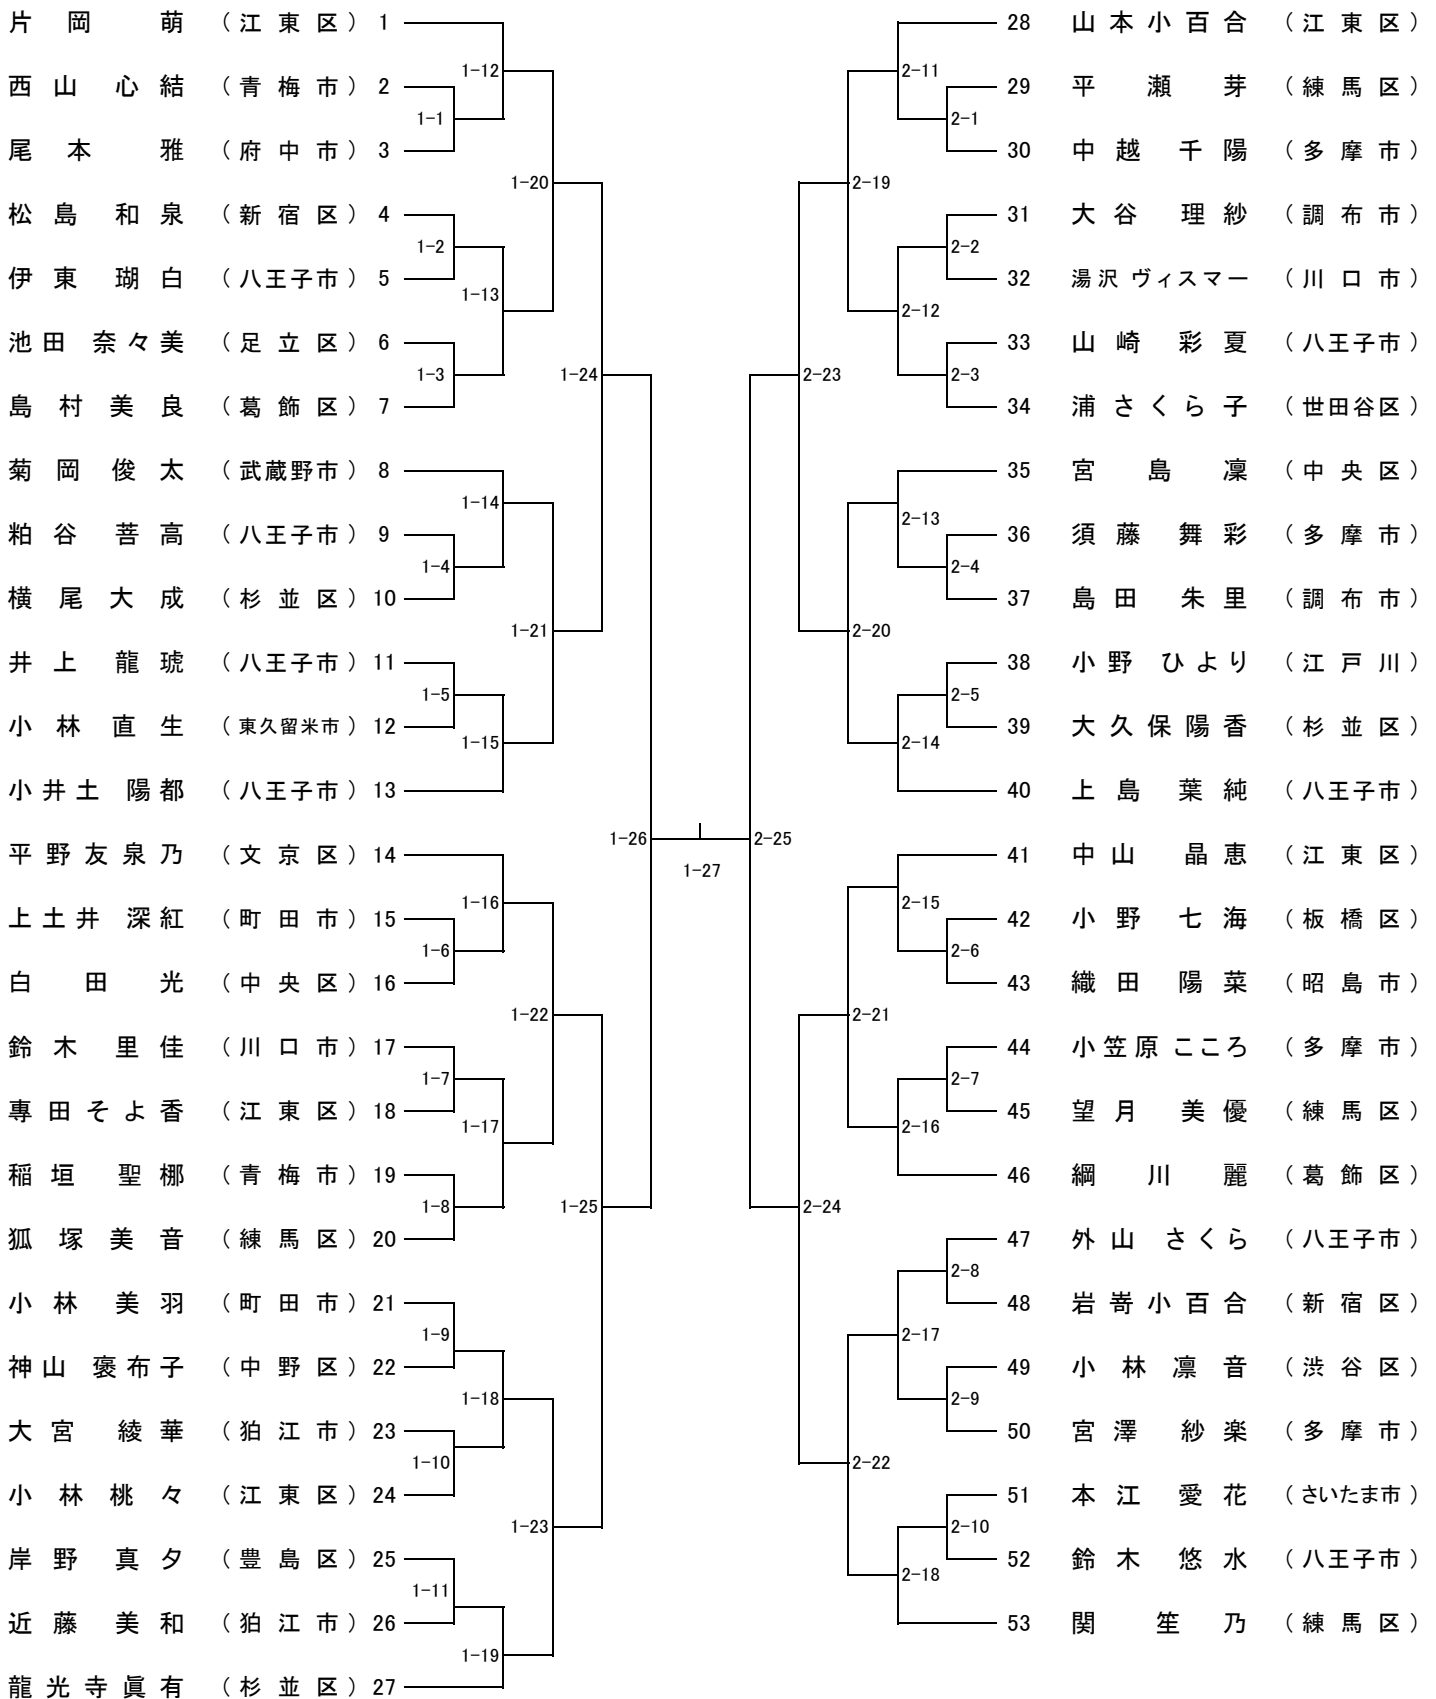 片岡 萌 （江東区） 1
西山 心結 （青梅市） 2
尾本 雅 （府中市） 3
松島 和泉 （新宿区） 4
伊東 瑚白 （八王子市） 5
池田 奈々美 （足立区） 6
島村美良 （葛飾区） 7
菊岡俊太 （武蔵野市） 8
粕谷 菩高 （八王子市） 9
横尾大成 （杉並区） 10
井上 龍琥 （八王子市） 11
小林直生 （東久留米市） 12
小井土 陽都 （八王子市） 13
平野友泉乃 （文京区） 14
上土井 深紅 （町田市） 15
白田光 （中央区） 16
鈴木 里佳 （川口市） 17
專田そよ香 （江東区） 18
稲垣 聖梛 （青梅市） 19
狐塚美音 （練馬区） 20
小林 美羽 （町田市） 21
神山 褒布子 （中野区） 22
大宮 綾華 （狛江市） 23
小林桃々 （江東区） 24
岸野 真夕 （豊島区） 25
近藤 美和 （狛江市） 26
龍光寺眞有 （杉並区） 27
1-12
1-1
1-20
1-2
1-13
1-3
1-24
1-14
1-4
1-21
1-5
1-15
1-26
1-16
1-6
1-22
1-7
1-17
1-8
1-25
1-9
1-18
1-10
1-23
1-11
1-19
1-27
2-11
2-1
2-19
2-2
2-12
2-3
2-23
2-13
2-4
2-20
2-5
2-14
2-25
2-15
2-6
2-21
2-7
2-16
2-24
2-8
2-17
2-9
2-22
2-10
2-18
28 山本小百合 （江東区）
29 平瀬芽 （練馬区）
30 中越 千陽 （多摩市）
31 大谷 理紗 （調布市）
32 湯沢 ヴィスマー （川口市）
33 山崎 彩夏 （八王子市）
34 浦さくら子 （世田谷区）
35 宮島凜 （中央区）
36 須藤 舞彩 （多摩市）
37 島田 朱里 （調布市）
38 小野 ひより （江戸川）
39 大久保陽香 （杉並区）
40 上島 葉純 （八王子市）
41 中山 晶恵 （江東区）
42 小野 七海 （板橋区）
43 織田 陽菜 （昭島市）
44 小笠原 こころ （多摩市）
45 望月 美優 （練馬区）
46 綱川麗 （葛飾区）
47 外山 さくら （八王子市）
48 岩嵜小百合 （新宿区）
49 小林凛音 （渋谷区）
50 宮澤 紗楽 （多摩市）
51 本江 愛花 （さいたま市）
52 鈴木 悠水 （八王子市）
53 関笙乃 （練馬区）